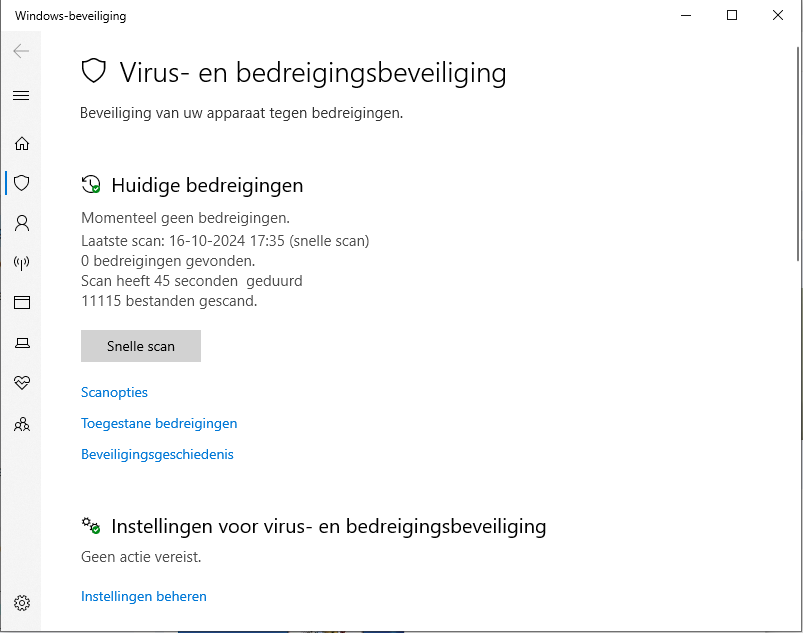 Windows-beveiliging
Virus- en bedreigingsbeveiliging
Beveiliging van uw apparaat tegen bedreigingen.
Huidige bedreigingen
Momenteel geen bedreigingen.
Laatste scan: 16-10-2024 17:35 (snelle scan)
0 bedreigingen gevonden.
Scan heeft 45 seconden  geduurd
11115 bestanden gescand.
Snelle scan
Scanopties
Toegestane bedreigingen
Beveiligingsgeschiedenis
Instellingen voor virus- en bedreigingsbeveiliging
Geen actie vereist.
Instellingen beheren